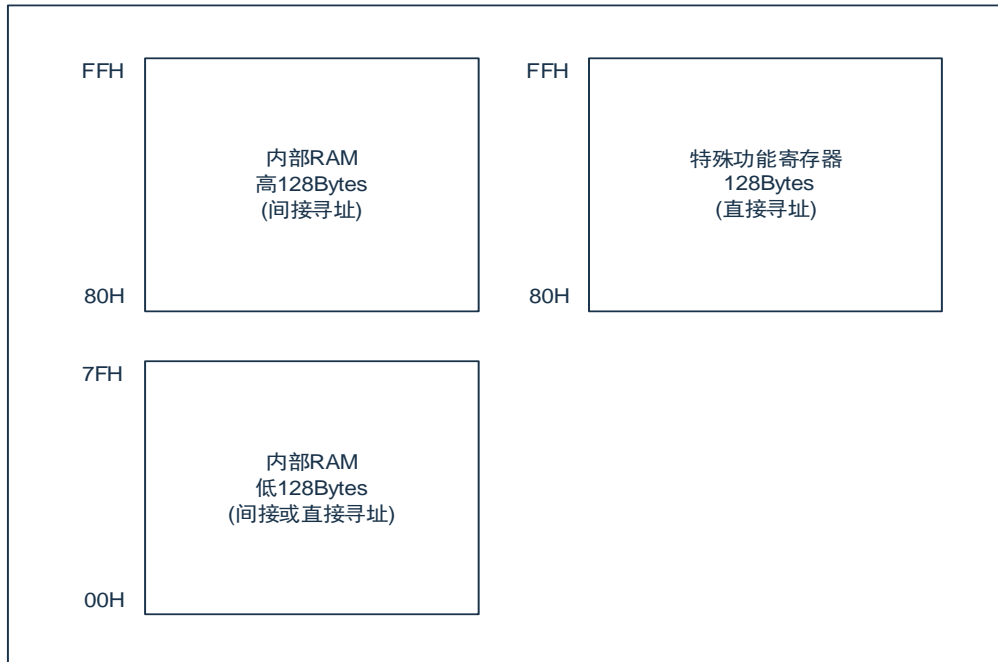 FFH
内部RAM
高128Bytes
(间接寻址)
80H
FFH
特殊功能寄存器
128Bytes
(直接寻址)
80H
7FH
内部RAM
低128Bytes
(间接或直接寻址)
00H